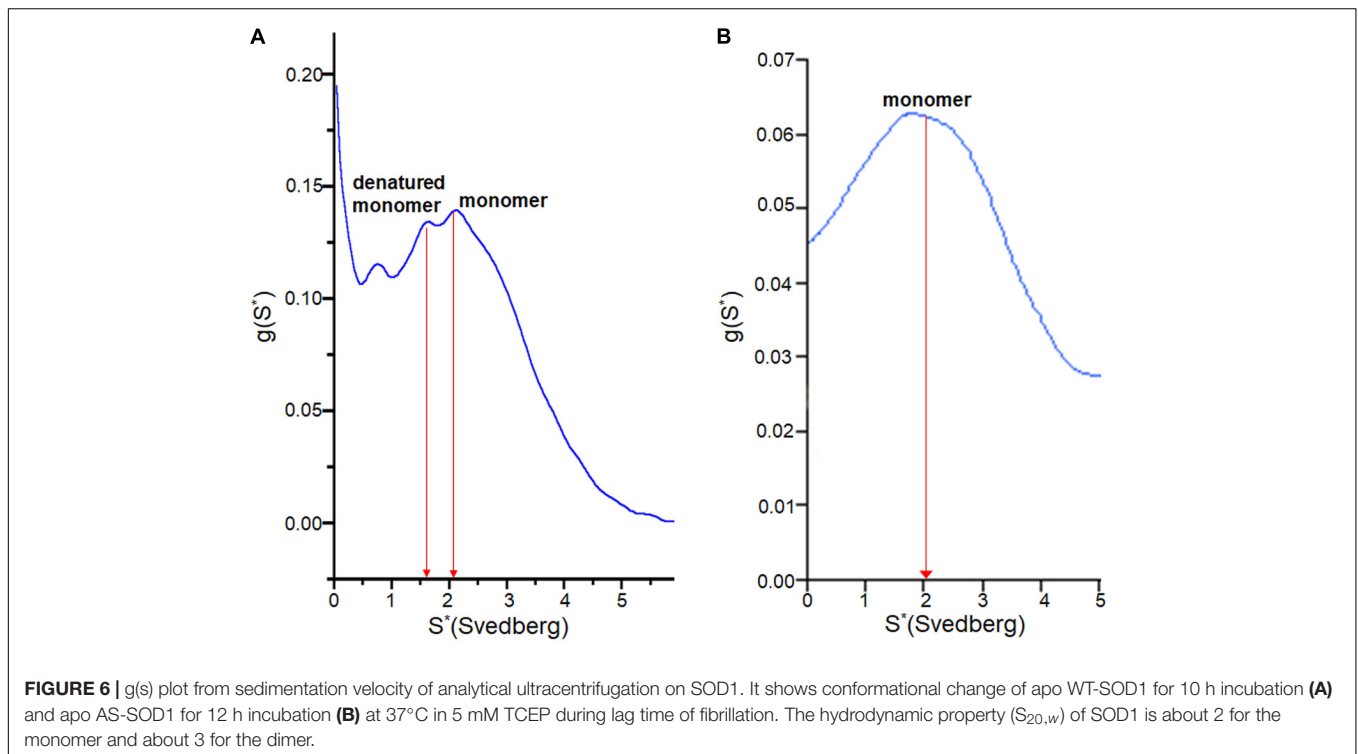 A
B
0.20
0.15
0.10
0.05
0.00
g(S*)
denatured
monomer
monomer
0 1 2 3 4 5
S*(Svedberg)
0.07
0.06
0.05
0.04
0.03
0.02
0.01
0.00
g(S*)
monomer
0 1 2 3 4 5
S*(Svedberg)
FIGURE 6 | g(s) plot from sedimentation velocity of analytical ultracentrifugation on SOD1. It shows conformational change of apo WT-SOD1 for 10 h incubation (A)
and apo AS-SOD1 for 12 h incubation (B) at 37°C in 5 mM TCEP during lag time of fibrillation. The hydrodynamic property (S20,w) of SOD1 is about 2 for the
monomer and about 3 for the dimer.